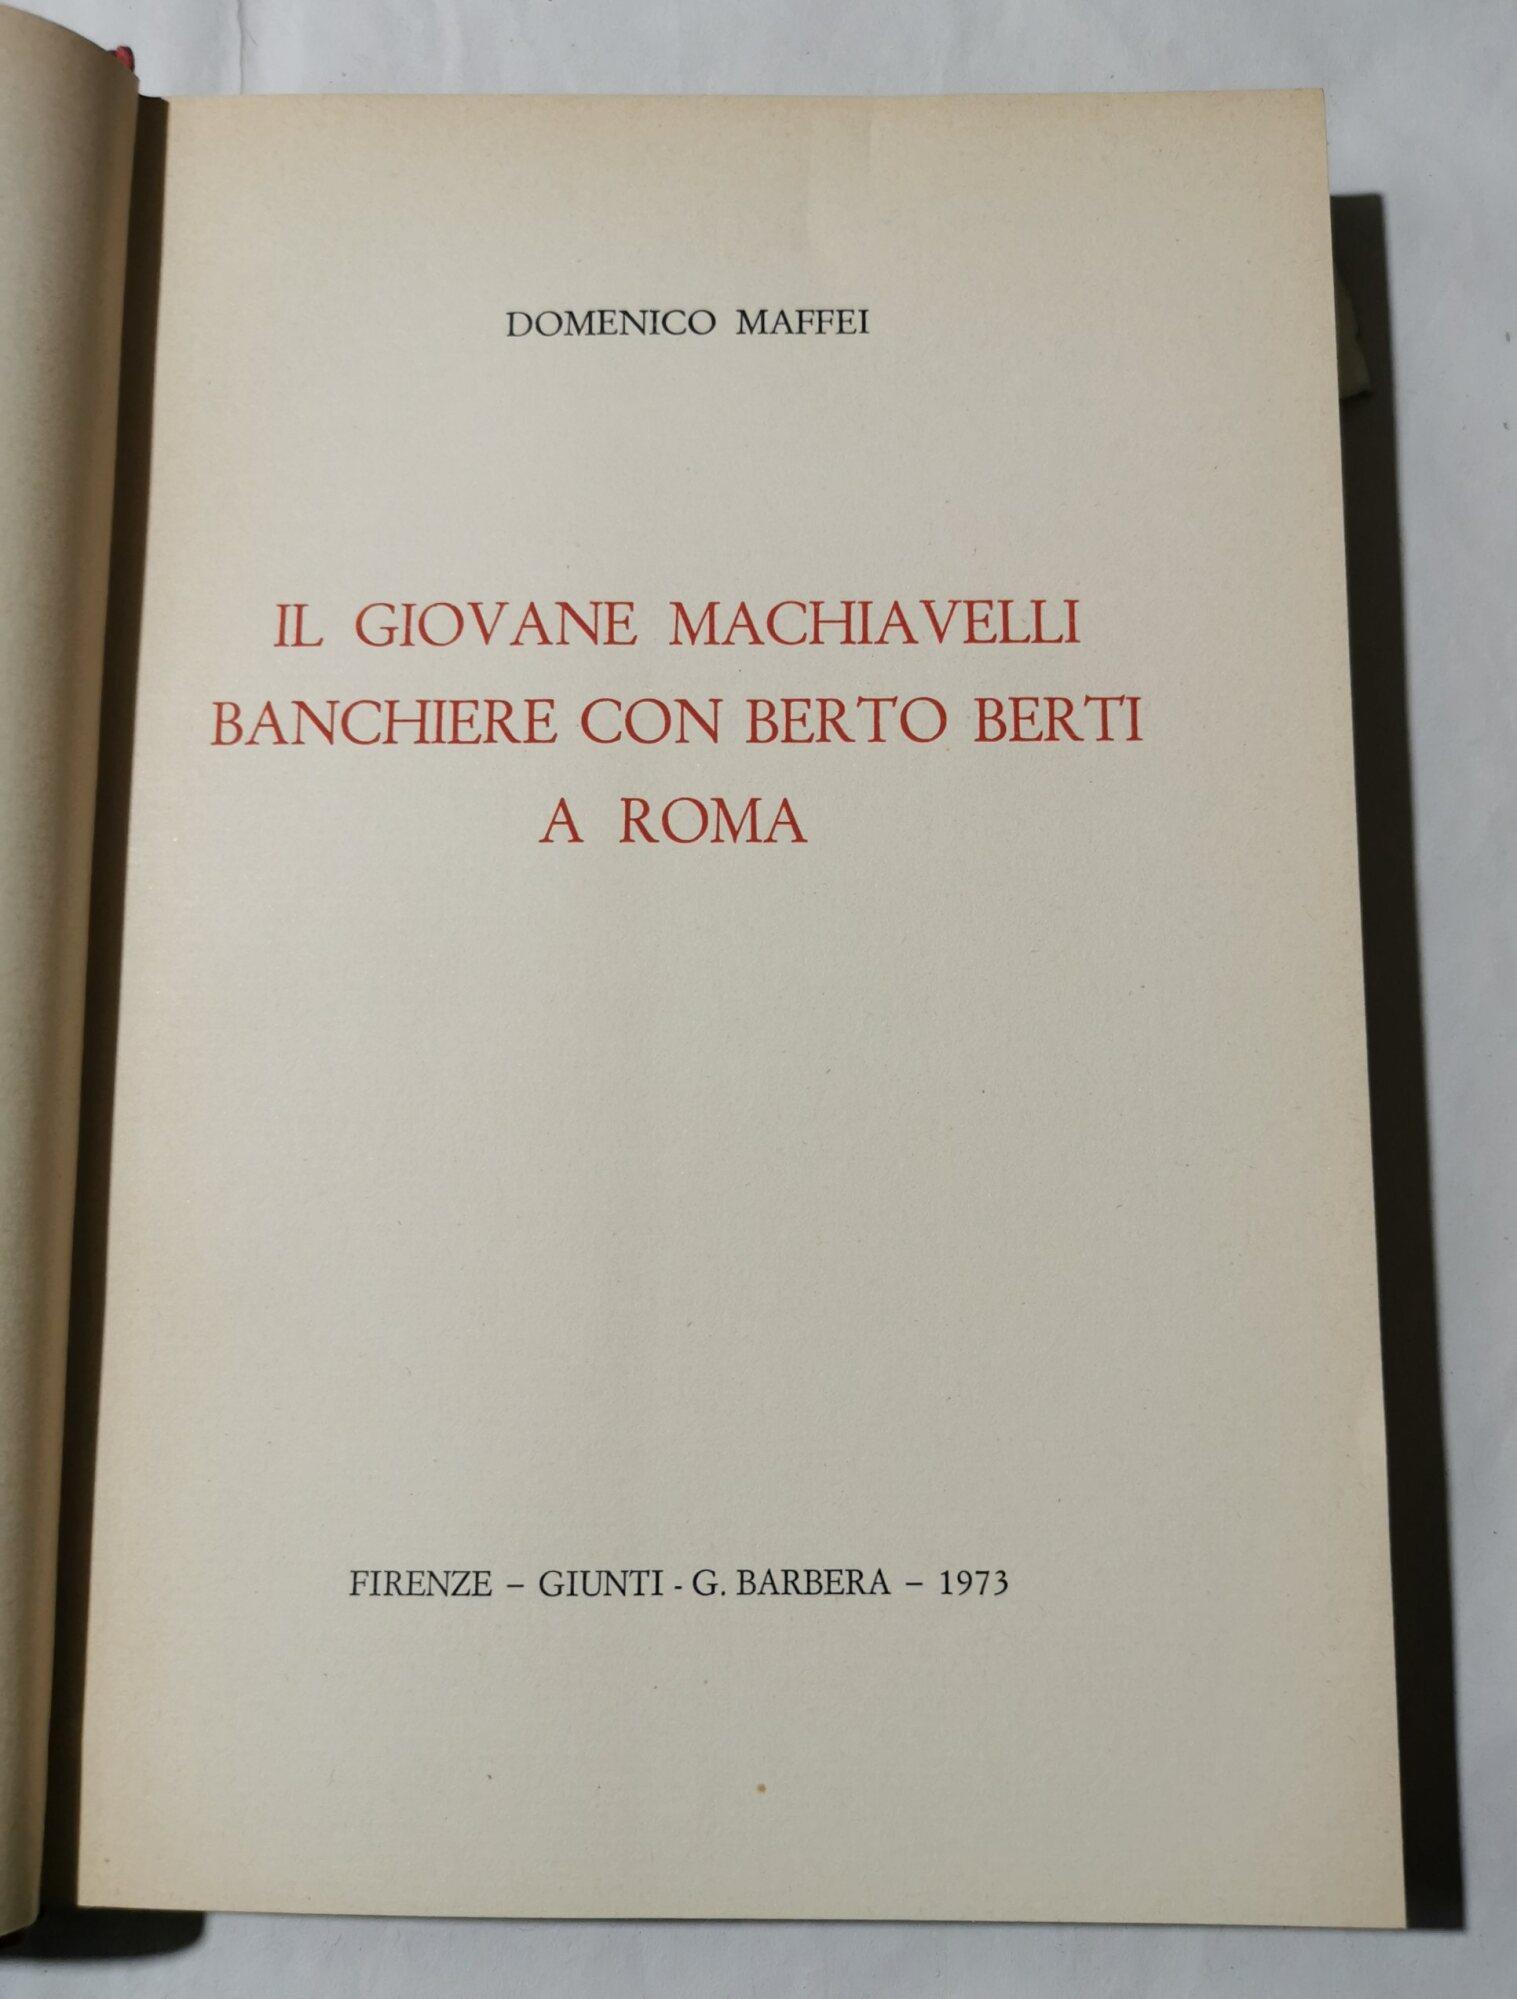 DOMENICO MAFFEI
IL GIOVANE MACHIAVELLI
BANCHIERE CON BERTO BERTI
A ROMA
FIRENZE – GIUNTI - G. BARBERA – 1973